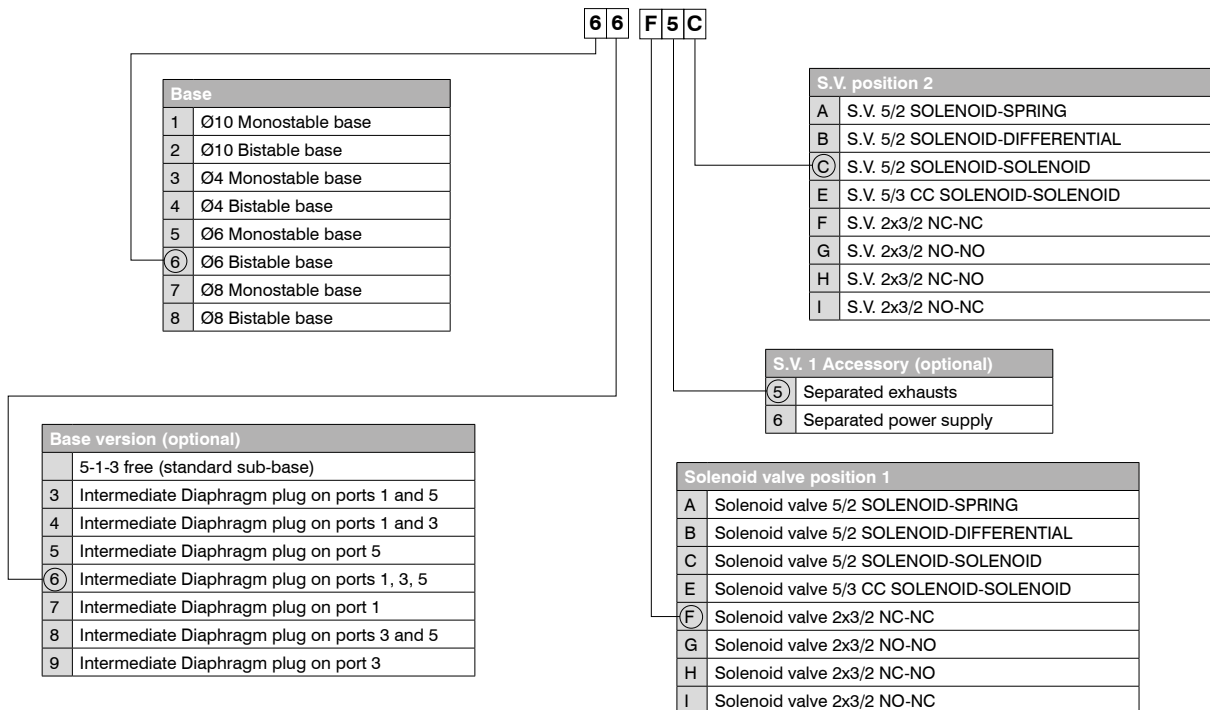 6 6 F 5 C
Base
1 Ø10 Monostable base
2 Ø10 Bistable base
3 Ø4 Monostable base
4 Ø4 Bistable base
5 Ø6 Monostable base
6 Ø6 Bistable base
7 Ø8 Monostable base
8 Ø8 Bistable base
S.V. position 2
A S.V. 5/2 SOLENOID-SPRING
B S.V. 5/2 SOLENOID-DIFFERENTIAL
C S.V. 5/2 SOLENOID-SOLENOID
E S.V. 5/3 CC SOLENOID-SOLENOID
F S.V. 2x3/2 NC-NC
G S.V. 2x3/2 NO-NO
H S.V. 2x3/2 NC-NO
I S.V. 2x3/2 NO-NC
S.V. 1 Accessory (optional)
5 Separated exhausts
6 Separated power supply
Base version (optional)
5-1-3 free (standard sub-base)
3 Intermediate Diaphragm plug on ports 1 and 5
4 Intermediate Diaphragm plug on ports 1 and 3
5 Intermediate Diaphragm plug on port 5
6 Intermediate Diaphragm plug on ports 1, 3, 5
7 Intermediate Diaphragm plug on port 1
8 Intermediate Diaphragm plug on ports 3 and 5
9 Intermediate Diaphragm plug on port 3
Solenoid valve position 1
A Solenoid valve 5/2 SOLENOID-SPRING
B Solenoid valve 5/2 SOLENOID-DIFFERENTIAL
C Solenoid valve 5/2 SOLENOID-SOLENOID
E Solenoid valve 5/3 CC SOLENOID-SOLENOID
F Solenoid valve 2x3/2 NC-NC
G Solenoid valve 2x3/2 NO-NO
H Solenoid valve 2x3/2 NC-NO
I Solenoid valve 2x3/2 NO-NC